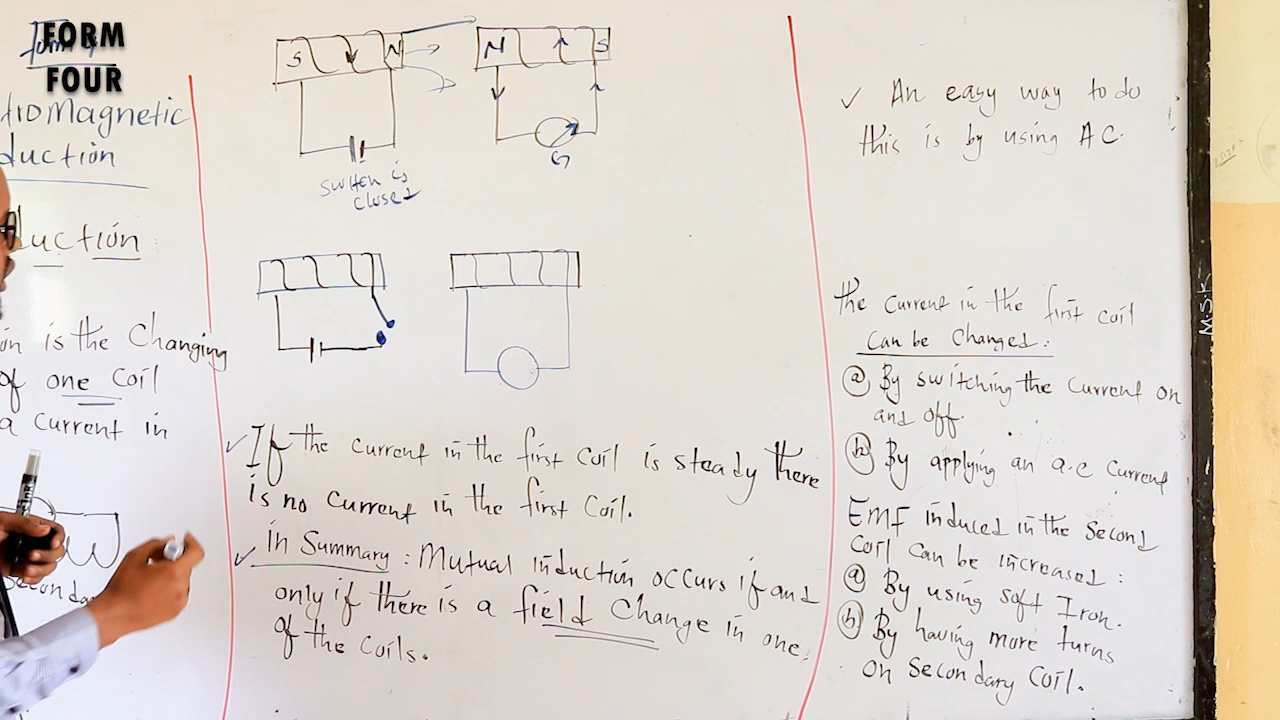 FORM
FOUR
Form 4
ctroMagnetic
duction
duction
on is the Changing
of one Coil
a current in
Secondary
S N
N S
G
Switch is
closed
✓ If the current in the first coil is steady there
is no current in the first Coil.
✓ in Summary: Mutual induction occurs if and
only if there is a field Change in one
of the Coils.
✓ An easy way to do
this is by using AC.
the current in the first coil
can be Changed:
(a) By switching the current on
and off.
(b) By applying an a.c current
EMF induced in the second
Coil can be increased:
(a) By using soft Iron.
(b) By having more turns
on Secondary Coil.
M.S.K